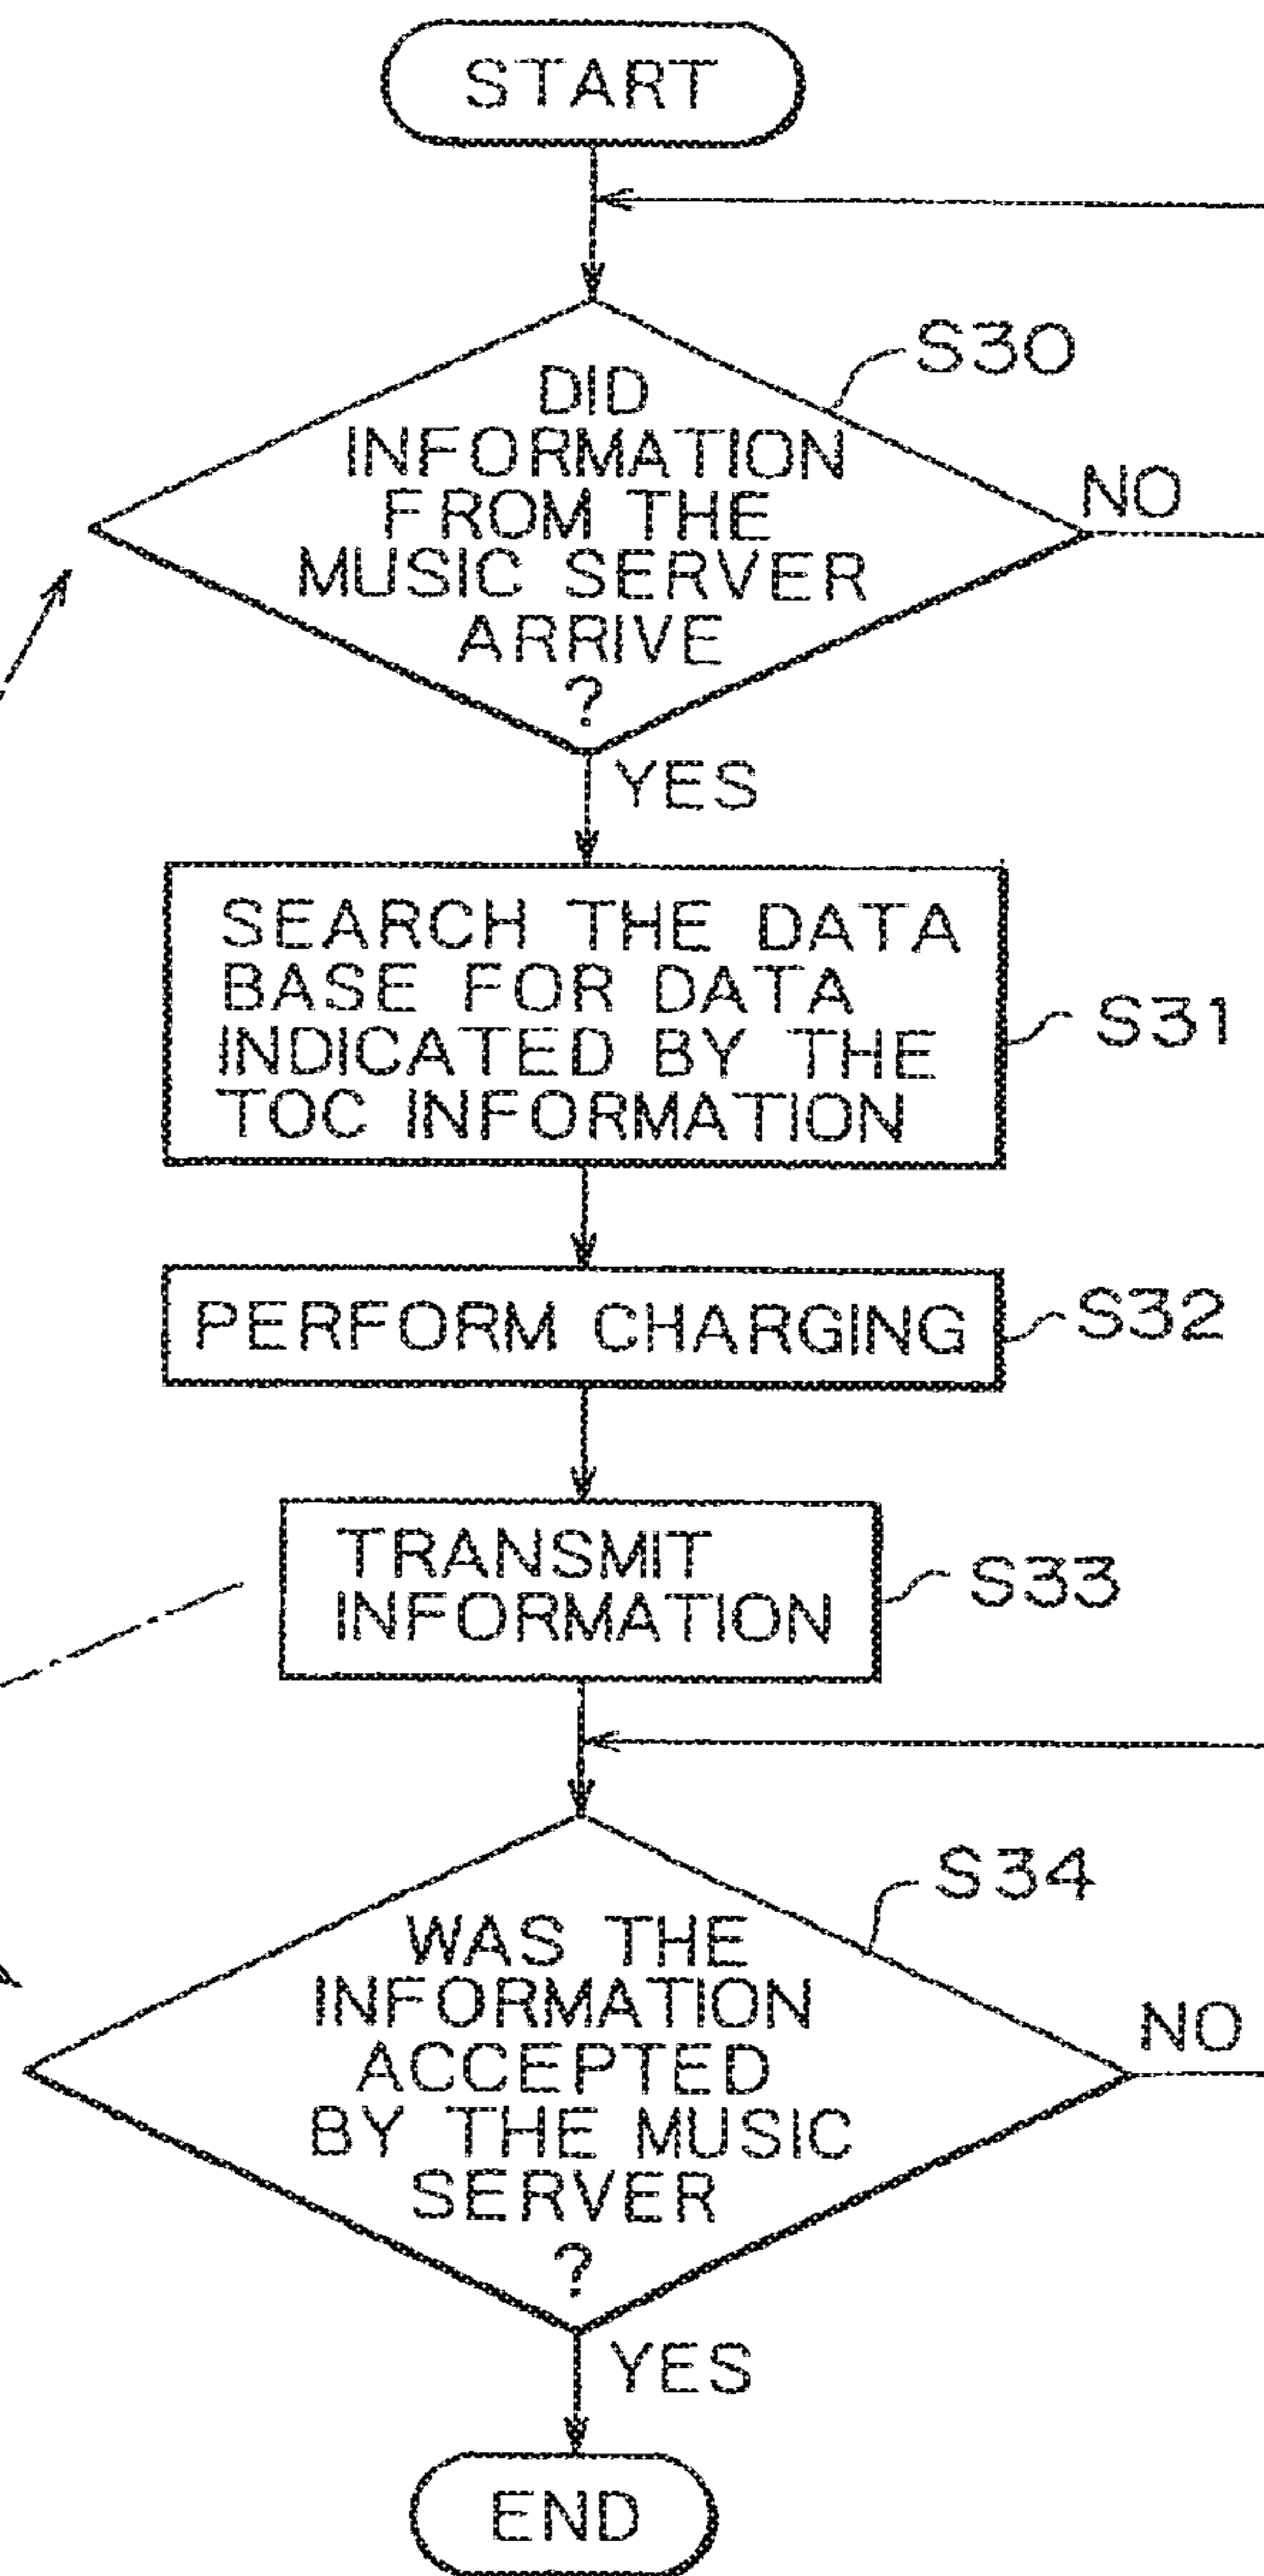 START
S30
DID
INFORMATION
FROM THE
MUSIC SERVER
ARRIVE
?
NO
YES
SEARCH THE DATA
BASE FOR DATA
INDICATED BY THE
TOC INFORMATION
S31
PERFORM CHARGING
S32
TRANSMIT
INFORMATION
S33
S34
WAS THE
INFORMATION
ACCEPTED
BY THE MUSIC
SERVER
?
NO
YES
END